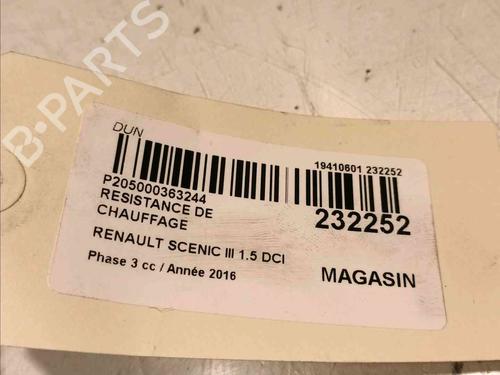 B-PARTS
DUN
19410601 232252
P205000363244
RESISTANCE DE
CHAUFFAGE
232252
RENAULT SCENIC III 1.5 DCI
Phase 3 cc / Année 2016
MAGASIN